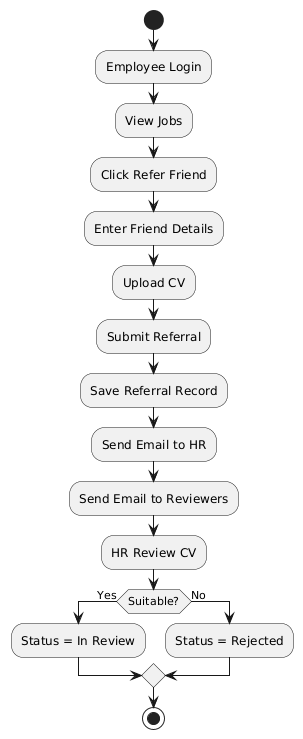 Employee Login
View Jobs
Click Refer Friend
Enter Friend Details
Upload CV
Submit Referral
Save Referral Record
Send Email to HR
Send Email to Reviewers
HR Review CV
Yes
Suitable?
No
Status = In Review
Status = Rejected